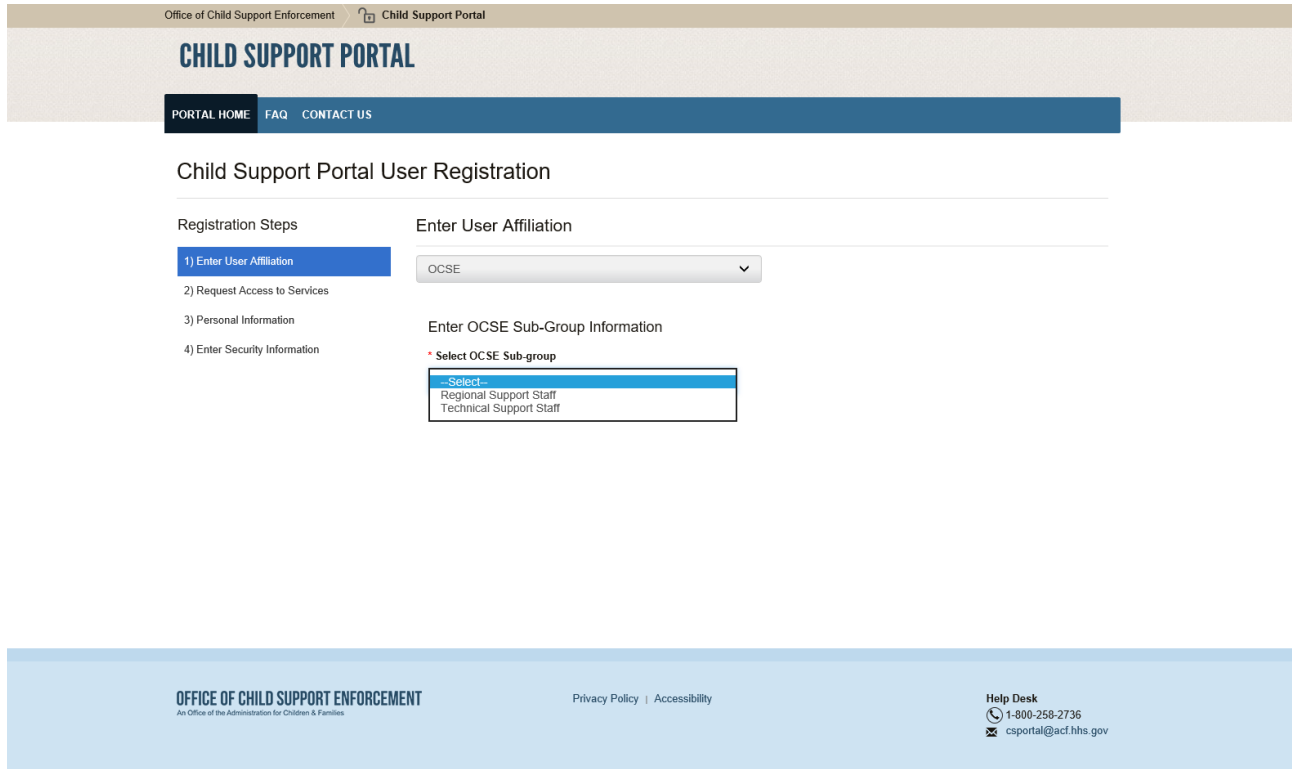 Office of Child Support Enforcement Child Support Portal
CHILD SUPPORT PORTAL
PORTAL HOME FAQ CONTACT US
Child Support Portal User Registration
Registration Steps
1) Enter User Affiliation
2) Request Access to Services
3) Personal Information
4) Enter Security Information
Enter User Affiliation
OCSE
Enter OCSE Sub-Group Information
* Select OCSE Sub-group
--Select--
Regional Support Staff
Technical Support Staff
OFFICE OF CHILD SUPPORT ENFORCEMENT
An Office of the Administration for Children & Families
Privacy Policy | Accessibility
Help Desk
1-800-258-2736
csportal@acf.hhs.gov